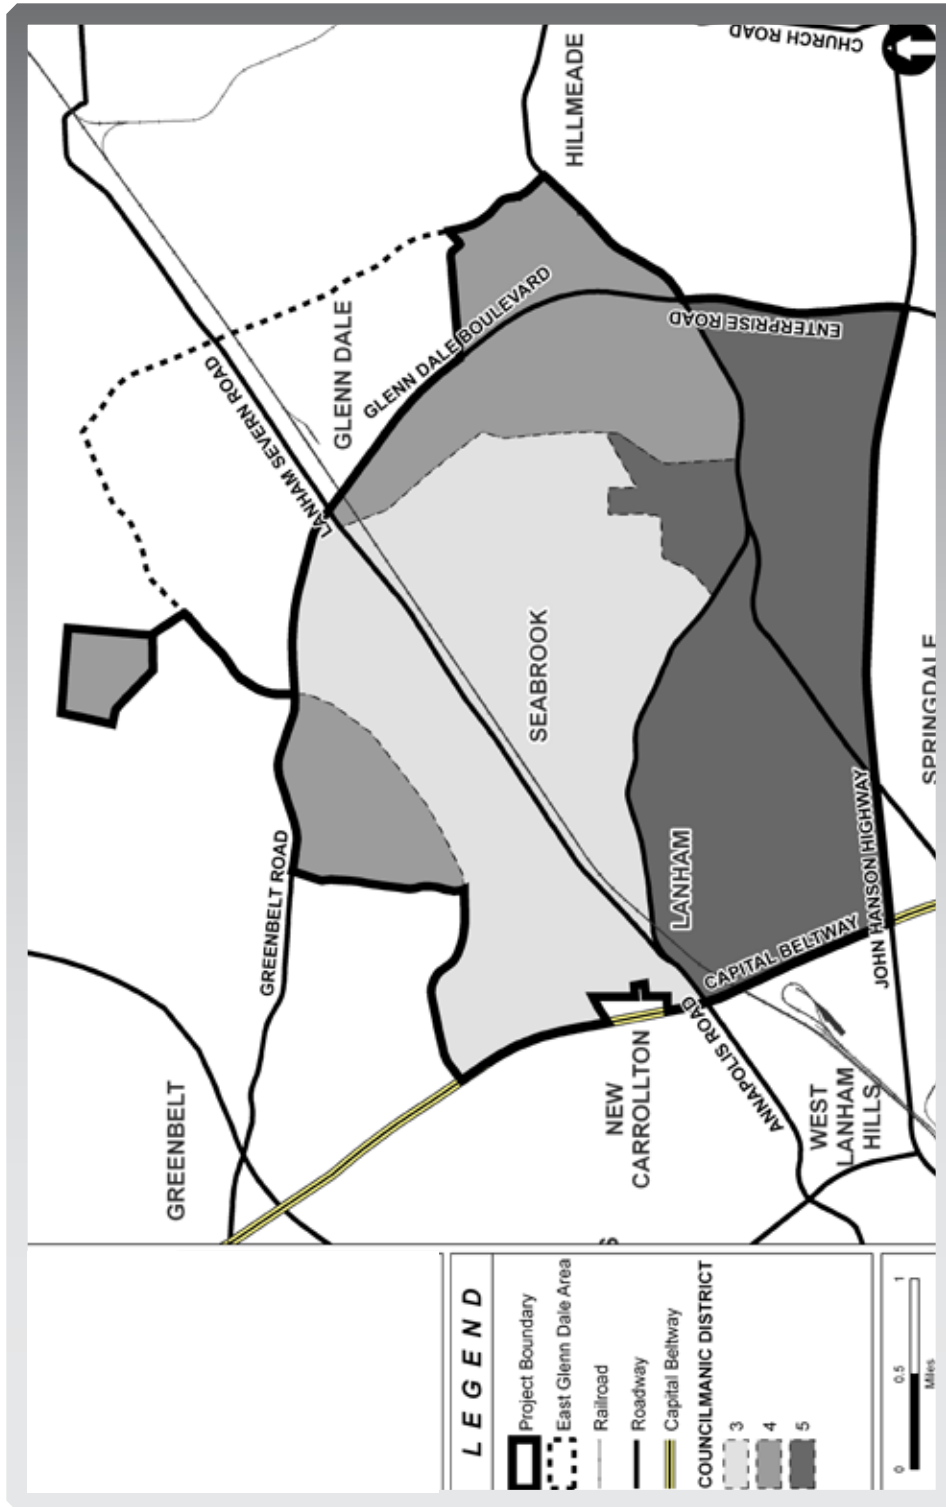 CHURCH ROAD
HILLMEADE
GLENN DALE
GLENN DALE BOULEVARD
ENTERPRISE ROAD
LANHAM SEVERN ROAD
SEABROOK
SPRINGDALE
GREENBELT ROAD
LANHAM
JOHN HANSON HIGHWAY
CAPITAL BELTWAY
ANNAPOLIS ROAD
NEW
CARROLLTON
WEST
LANHAM
HILLS
GREENBELT
LEGEND
Project Boundary
East Glenn Dale Area
Railroad
Roadway
Capital Beltway
COUNCILMANIC DISTRICT
3
4
5
0 0.5 1
Miles